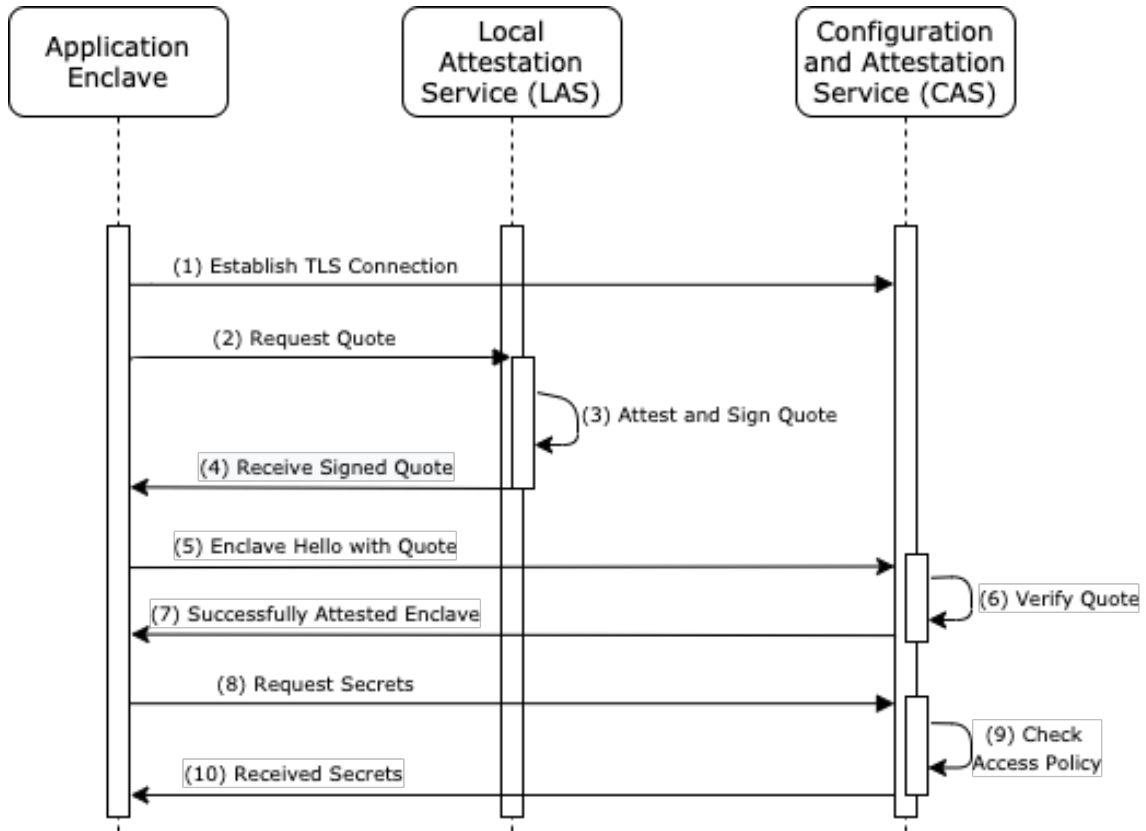 Application
Enclave
Local
Attestation
Service (LAS)
Configuration
and Attestation
Service (CAS)
(1) Establish TLS Connection
(2) Request Quote
(3) Attest and Sign Quote
(4) Receive Signed Quote
(5) Enclave Hello with Quote
(6) Verify Quote
(7) Successfully Attested Enclave
(8) Request Secrets
(9) Check
Access Policy
(10) Received Secrets